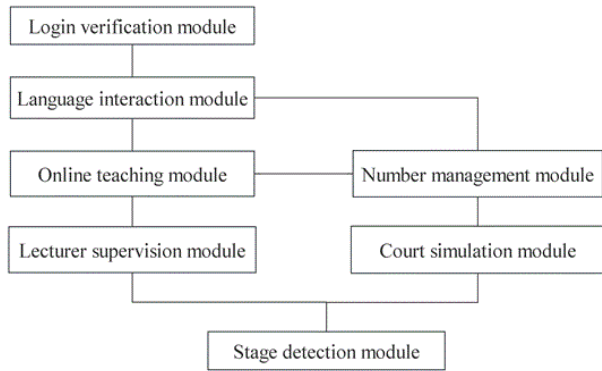 Login verification module
Language interaction module
Online teaching module
Number management module
Lecturer supervision module
Court simulation module
Stage detection module